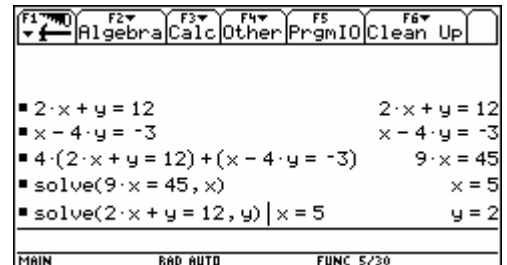 F1 F2 F3 F4 F5 F6
Algebra Calc Other PrgmIO Clean Up
▪ 2·x + y = 12 2·x + y = 12
▪ x - 4·y = -3 x - 4·y = -3
▪ 4·(2·x + y = 12) + (x - 4·y = -3) 9·x = 45
▪ solve(9·x = 45, x) x = 5
▪ solve(2·x + y = 12, y) | x = 5 y = 2
MAIN RAD AUTO FUNC 5/30